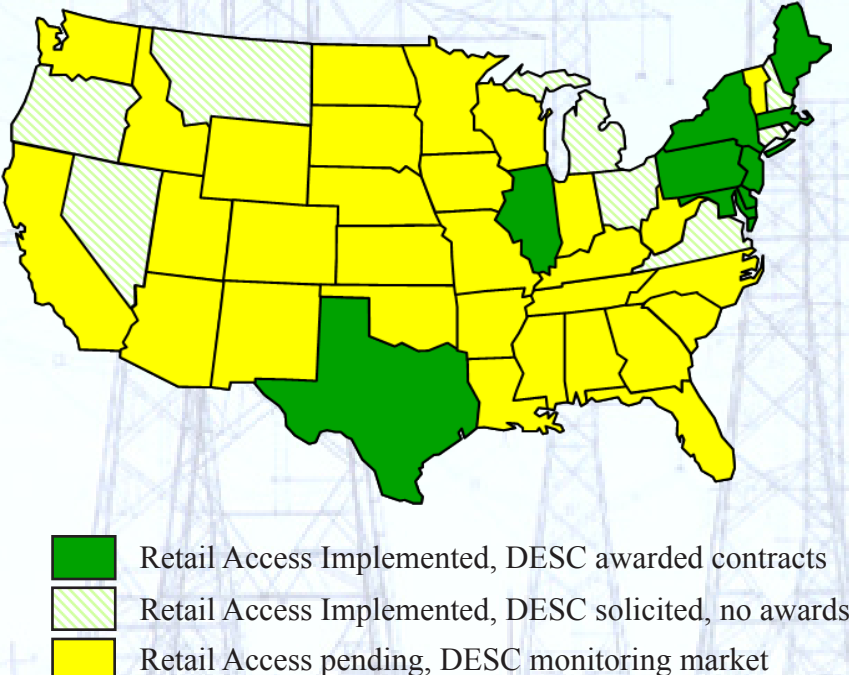 Retail Access Implemented, DESC awarded contracts
Retail Access Implemented, DESC solicited, no awards
Retail Access pending, DESC monitoring market